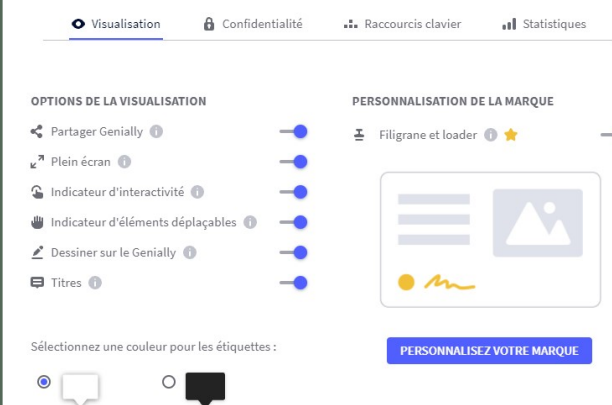 Visualisation Confidentialité Raccourcis clavier Statistiques
OPTIONS DE LA VISUALISATION
Partager Genially
Plein écran
Indicateur d'interactivité
Indicateur d'éléments déplaçables
Dessiner sur le Genially
Titres
Sélectionnez une couleur pour les étiquettes :
PERSONNALISATION DE LA MARQUE
Filigrane et loader
PERSONNALISEZ VOTRE MARQUE